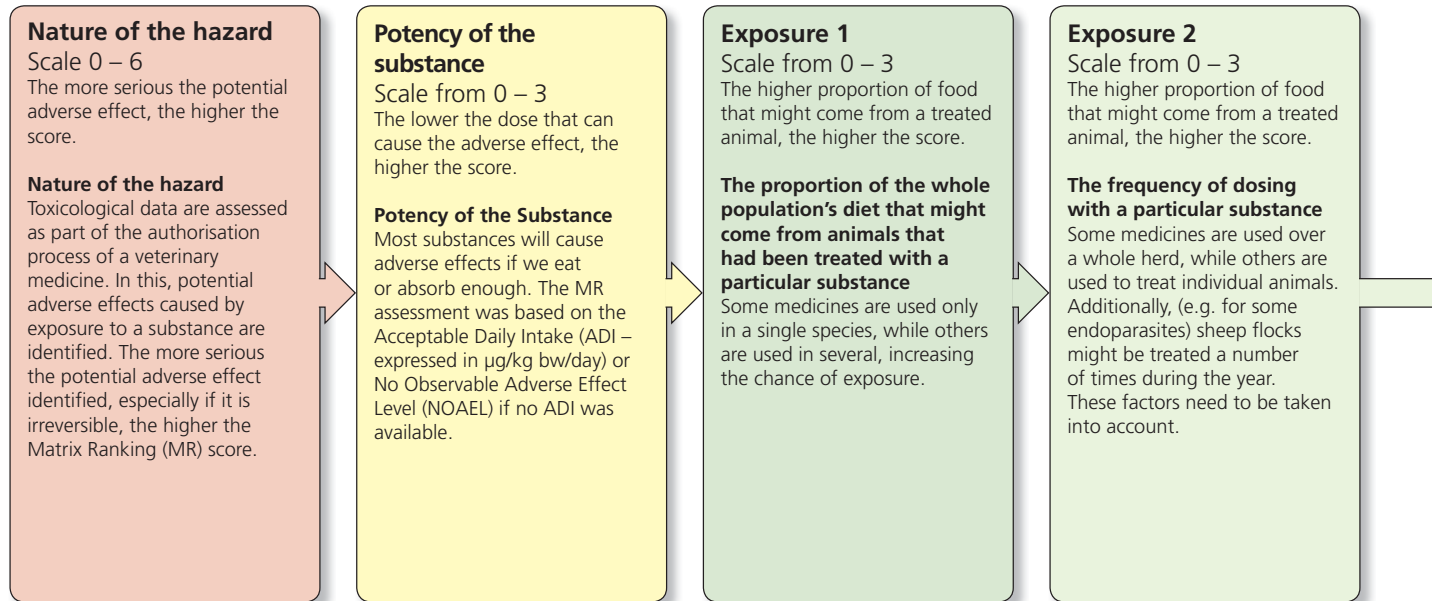 Nature of the hazard
Scale 0 – 6
The more serious the potential
adverse effect, the higher the
score.
Nature of the hazard
Toxicological data are assessed
as part of the authorisation
process of a veterinary
medicine. In this, potential
adverse effects caused by
exposure to a substance are
identified. The more serious
the potential adverse effect
identified, especially if it is
irreversible, the higher the
Matrix Ranking (MR) score.
Potency of the
substance
Scale from 0 – 3
The lower the dose that can
cause the adverse effect, the
higher the score.
Potency of the Substance
Most substances will cause
adverse effects if we eat
or absorb enough. The MR
assessment was based on the
Acceptable Daily Intake (ADI –
expressed in µg/kg bw/day) or
No Observable Adverse Effect
Level (NOAEL) if no ADI was
available.
Exposure 1
Scale from 0 – 3
The higher proportion of food
that might come from a treated
animal, the higher the score.
The proportion of the whole
population's diet that might
come from animals that
had been treated with a
particular substance
Some medicines are used only
in a single species, while others
are used in several, increasing
the chance of exposure.
Exposure 2
Scale from 0 – 3
The higher proportion of food
that might come from a treated
animal, the higher the score.
The frequency of dosing
with a particular substance
Some medicines are used over
a whole herd, while others are
used to treat individual animals.
Additionally, (e.g. for some
endoparasites) sheep flocks
might be treated a number
of times during the year.
These factors need to be taken
into account.